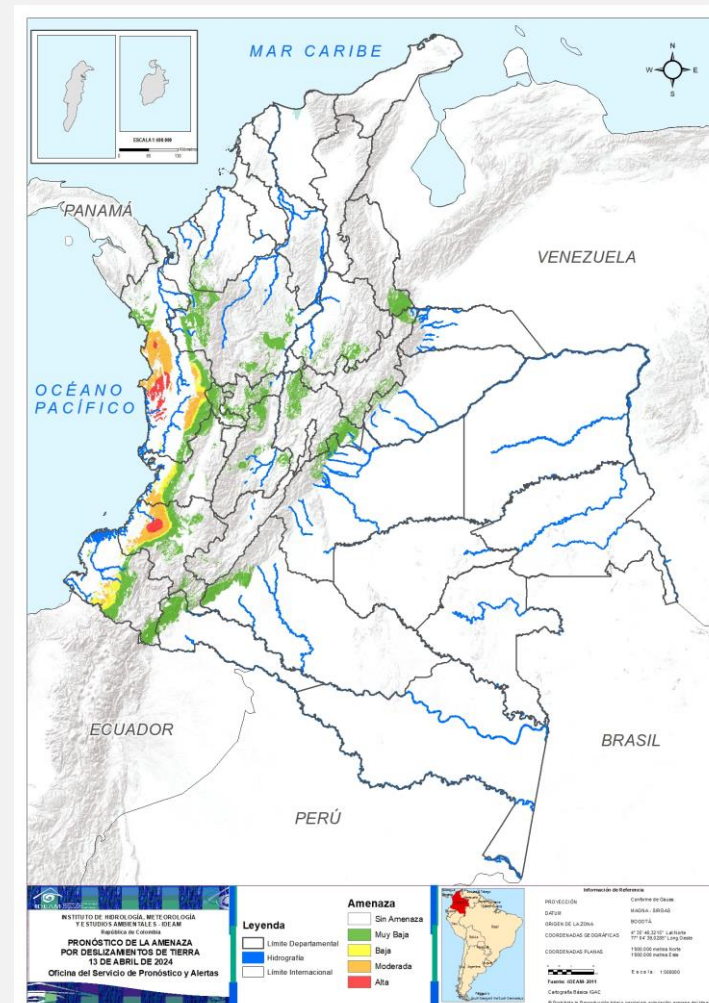 MAR CARIBE
N
W
E
S
ESCALA 1:600.000
PANAMÁ
VENEZUELA
OCÉANO
PACÍFICO
ECUADOR
BRASIL
PERÚ
IDEAM
INSTITUTO DE HIDROLOGÍA, METEOROLOGÍA
Y ESTUDIOS AMBIENTALES - IDEAM
República de Colombia
PRONÓSTICO DE LA AMENAZA
POR DESLIZAMIENTOS DE TIERRA
13 DE ABRIL DE 2024
Oficina del Servicio de Pronóstico y Alertas
Leyenda
Límite Departamental
Hidrografía
Límite Internacional
Amenaza
Sin Amenaza
Muy Baja
Baja
Moderada
Alta
Información de Referencia
PROYECCIÓN
Conforme de Gauss
DATUM
MAGNA - SIRGAS
ORIGEN DE LA ZONA
BOGOTÁ
COORDENADAS GEOGRÁFICAS
COORDENADAS PLANAS
Fuente: IDEAM 2011
Cartografía Básica IGAC